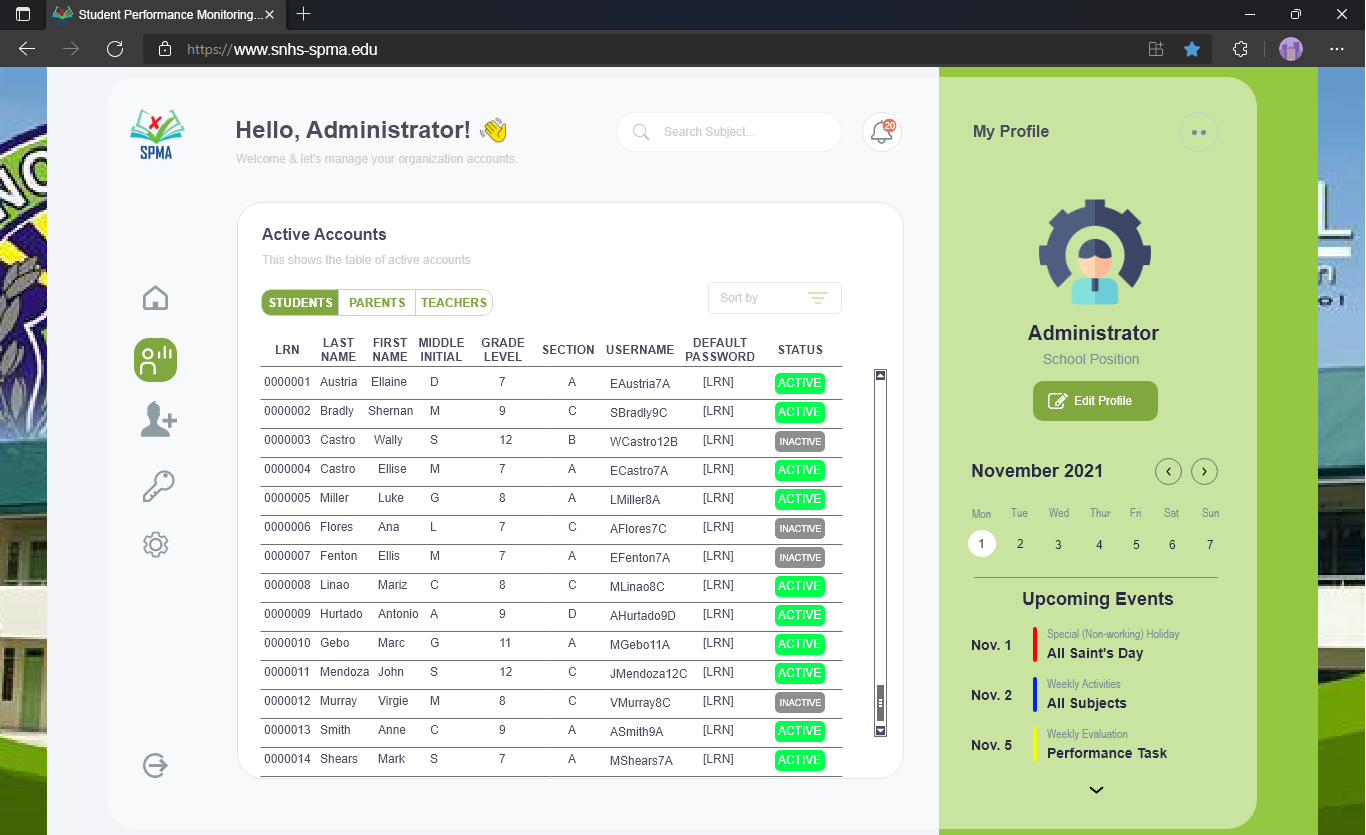 Student Performance Monitoring...
https://www.snhs-spma.edu
SPMA
Hello, Administrator! 👋
Welcome & let's manage your organization accounts.
Search Subject...
20
Active Accounts
This shows the table of active accounts
STUDENTS PARENTS TEACHERS
Sort by
LRN LAST NAME FIRST NAME MIDDLE INITIAL GRADE LEVEL SECTION USERNAME DEFAULT PASSWORD STATUS
0000001 Austria Ellaine D 7 A EAustria7A [LRN] ACTIVE
0000002 Bradly Shernan M 9 C SBradly9C [LRN] ACTIVE
0000003 Castro Wally S 12 B WCastro12B [LRN] INACTIVE
0000004 Castro Ellise M 7 A ECastro7A [LRN] ACTIVE
0000005 Miller Luke G 8 A LMiller8A [LRN] ACTIVE
0000006 Flores Ana L 7 C AFlores7C [LRN] INACTIVE
0000007 Fenton Ellis M 7 A EFenton7A [LRN] INACTIVE
0000008 Linao Mariz C 8 C MLinao8C [LRN] ACTIVE
0000009 Hurtado Antonio A 9 D AHurtado9D [LRN] ACTIVE
0000010 Gebo Marc G 11 A MGebo11A [LRN] ACTIVE
0000011 Mendoza John S 12 C JMendoza12C [LRN] ACTIVE
0000012 Murray Virgie M 8 C VMurray8C [LRN] INACTIVE
0000013 Smith Anne C 9 A ASmith9A [LRN] ACTIVE
0000014 Shears Mark S 7 A MShears7A [LRN] ACTIVE
My Profile
Administrator
School Position
Edit Profile
November 2021
Mon Tue Wed Thur Fri Sat Sun
1 2 3 4 5 6 7
Upcoming Events
Nov. 1
Special (Non-working) Holiday
All Saint's Day
Nov. 2
Weekly Activities
All Subjects
Nov. 5
Weekly Evaluation
Performance Task